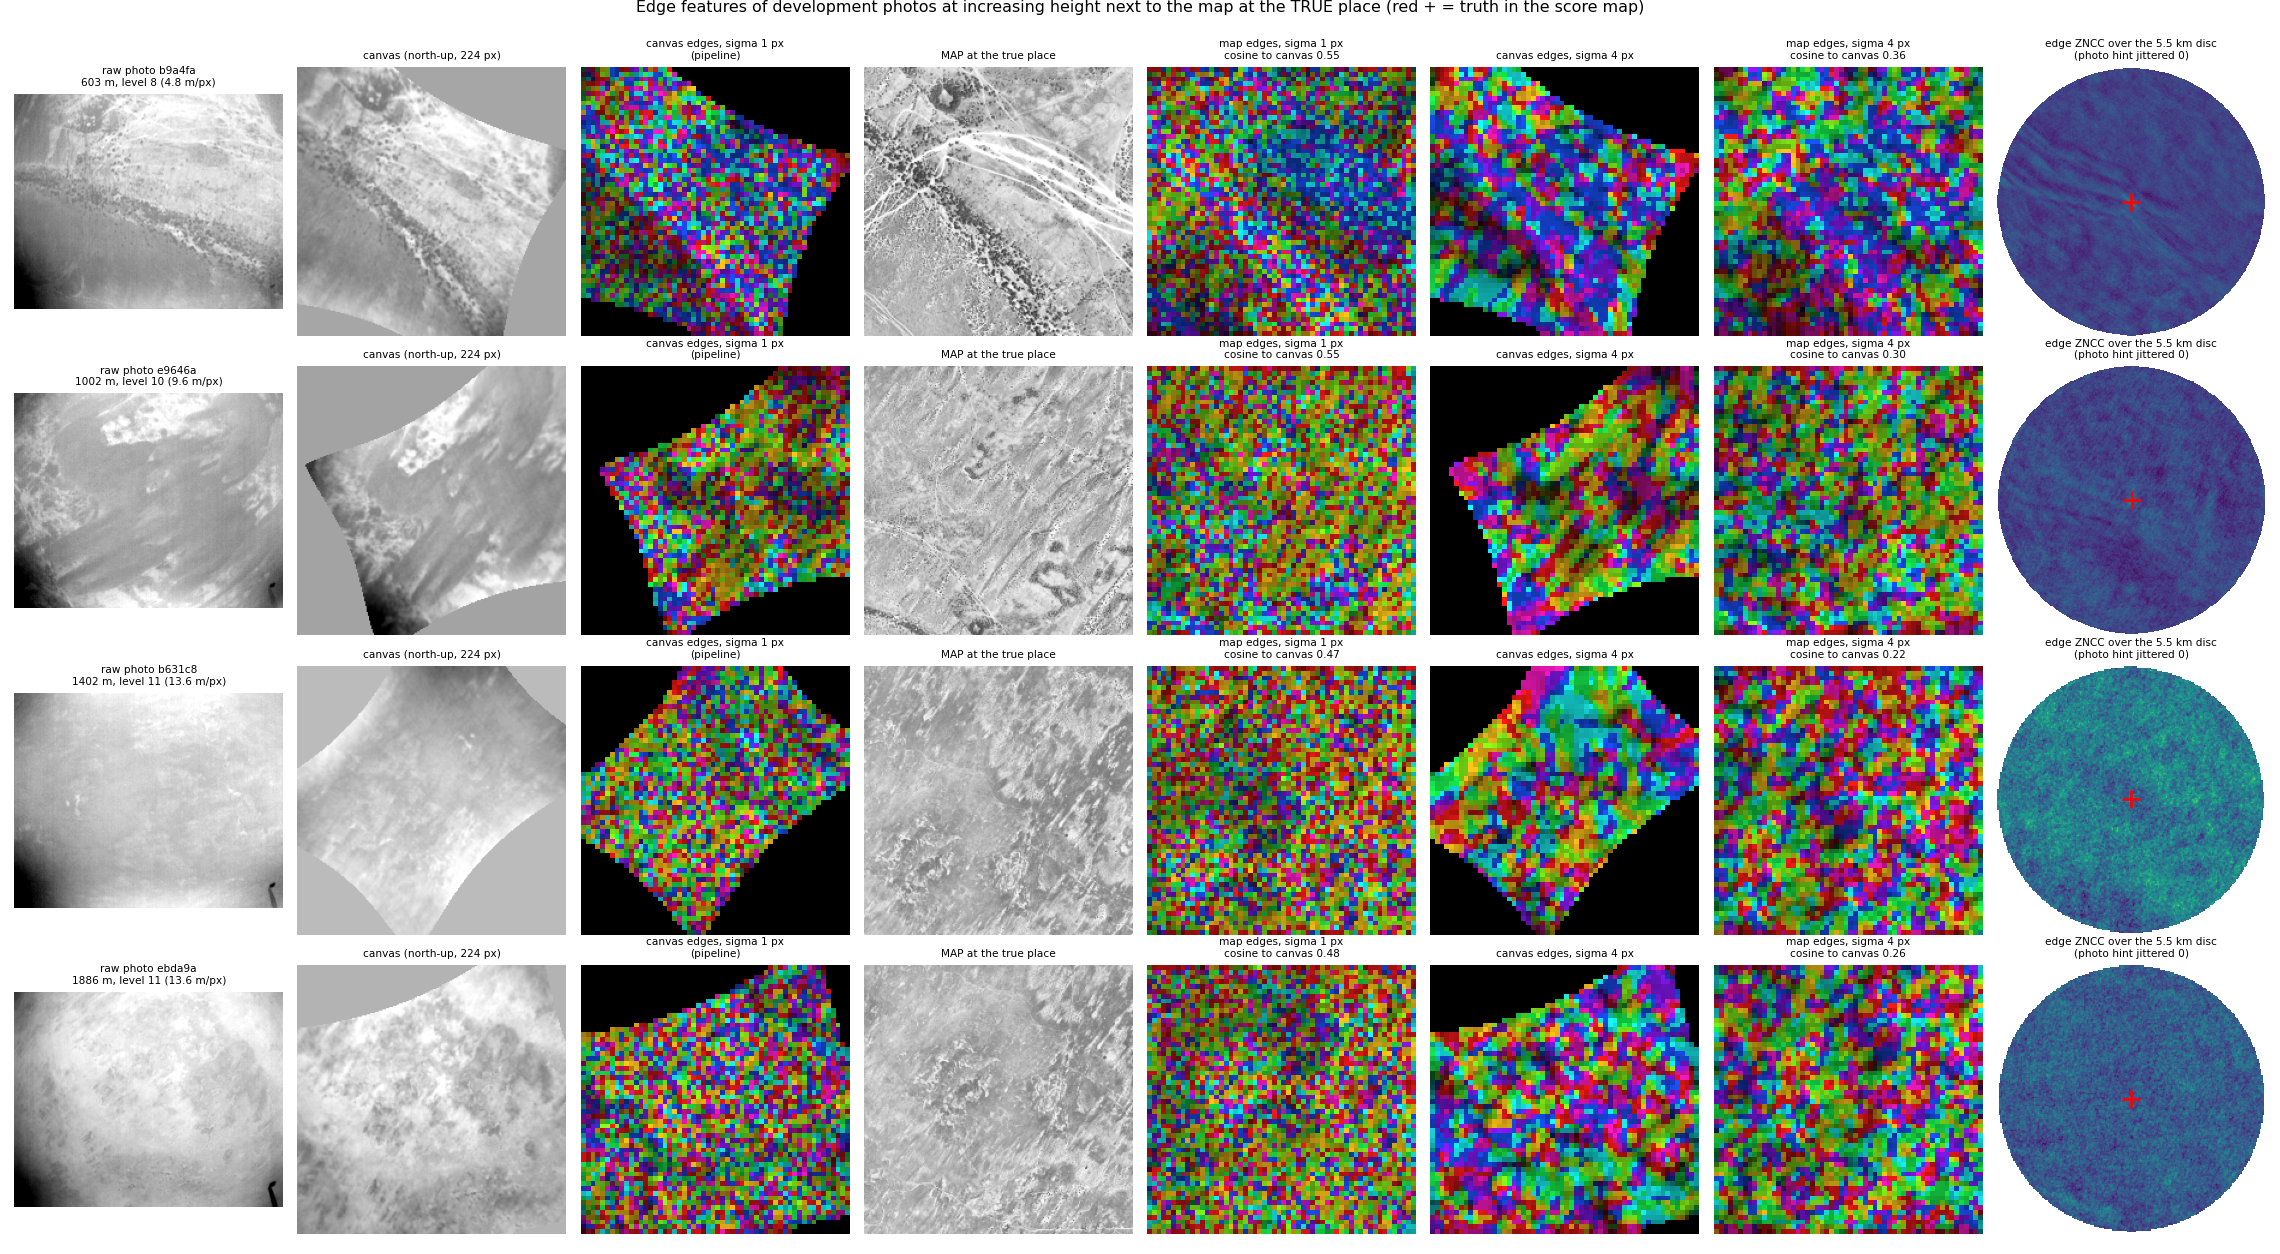 Edge features of development photos at increasing height next to the map at the TRUE place (red + = truth in the score map)
raw photo b9a4fa
603 m, level 8 (4.8 m/px)
canvas (north-up, 224 px)
canvas edges, sigma 1 px
(pipeline)
MAP at the true place
map edges, sigma 1 px
cosine to canvas 0.55
canvas edges, sigma 4 px
map edges, sigma 4 px
cosine to canvas 0.36
edge ZNCC over the 5.5 km disc
(photo hint jittered 0)
raw photo e9646a
1002 m, level 10 (9.6 m/px)
canvas (north-up, 224 px)
canvas edges, sigma 1 px
(pipeline)
MAP at the true place
map edges, sigma 1 px
cosine to canvas 0.55
canvas edges, sigma 4 px
map edges, sigma 4 px
cosine to canvas 0.30
edge ZNCC over the 5.5 km disc
(photo hint jittered 0)
raw photo b631c8
1402 m, level 11 (13.6 m/px)
canvas (north-up, 224 px)
canvas edges, sigma 1 px
(pipeline)
MAP at the true place
map edges, sigma 1 px
cosine to canvas 0.47
canvas edges, sigma 4 px
map edges, sigma 4 px
cosine to canvas 0.22
edge ZNCC over the 5.5 km disc
(photo hint jittered 0)
raw photo ebda9a
1886 m, level 11 (13.6 m/px)
canvas (north-up, 224 px)
canvas edges, sigma 1 px
(pipeline)
MAP at the true place
map edges, sigma 1 px
cosine to canvas 0.48
canvas edges, sigma 4 px
map edges, sigma 4 px
cosine to canvas 0.26
edge ZNCC over the 5.5 km disc
(photo hint jittered 0)